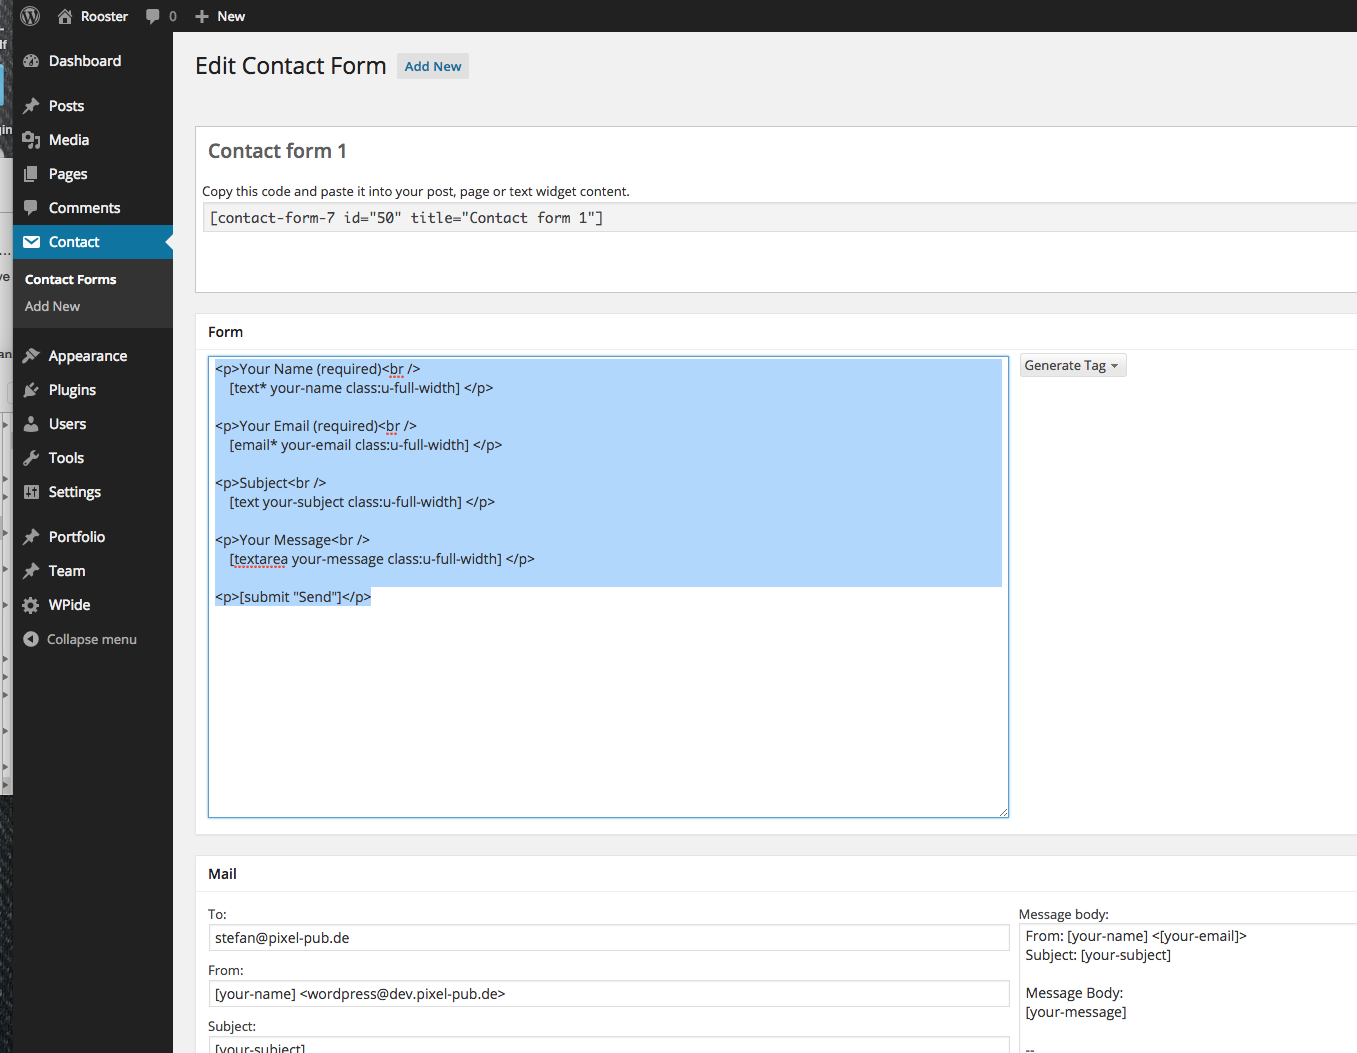 Rooster 0 New
Dashboard
Posts
Media
Pages
Comments
Contact
Contact Forms
Add New
Appearance
Plugins
Users
Tools
Settings
Portfolio
Team
WPide
Collapse menu
Edit Contact Form Add New
Contact form 1
Copy this code and paste it into your post, page or text widget content.
[contact-form-7 id="50" title="Contact form 1"]
Form
<p>Your Name (required)<br />
[text* your-name class:u-full-width] </p>
<p>Your Email (required)<br />
[email* your-email class:u-full-width] </p>
<p>Subject<br />
[text your-subject class:u-full-width] </p>
<p>Your Message<br />
[textarea your-message class:u-full-width] </p>
<p>[submit "Send"]</p>
Generate Tag
Mail
To:
stefan@pixel-pub.de
From:
[your-name] <wordpress@dev.pixel-pub.de>
Subject:
[your-subject]
Message body:
From: [your-name] <[your-email]>
Subject: [your-subject]
Message Body:
[your-message]
--